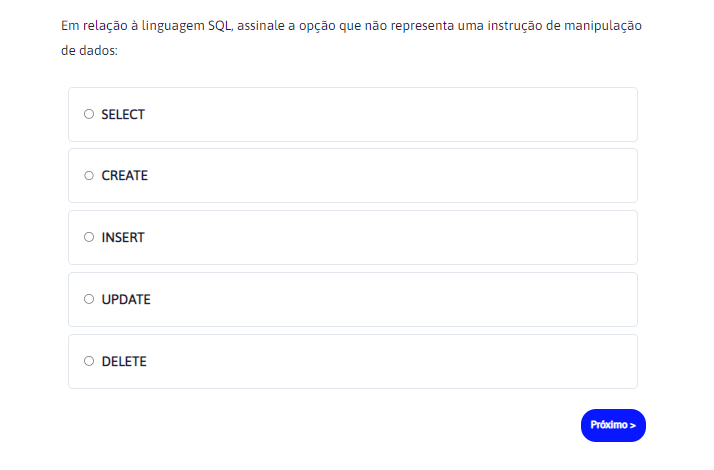 Em relação à linguagem SQL, assinale a opção que não representa uma instrução de manipulação
de dados:
SELECT
CREATE
INSERT
UPDATE
DELETE
Próximo >